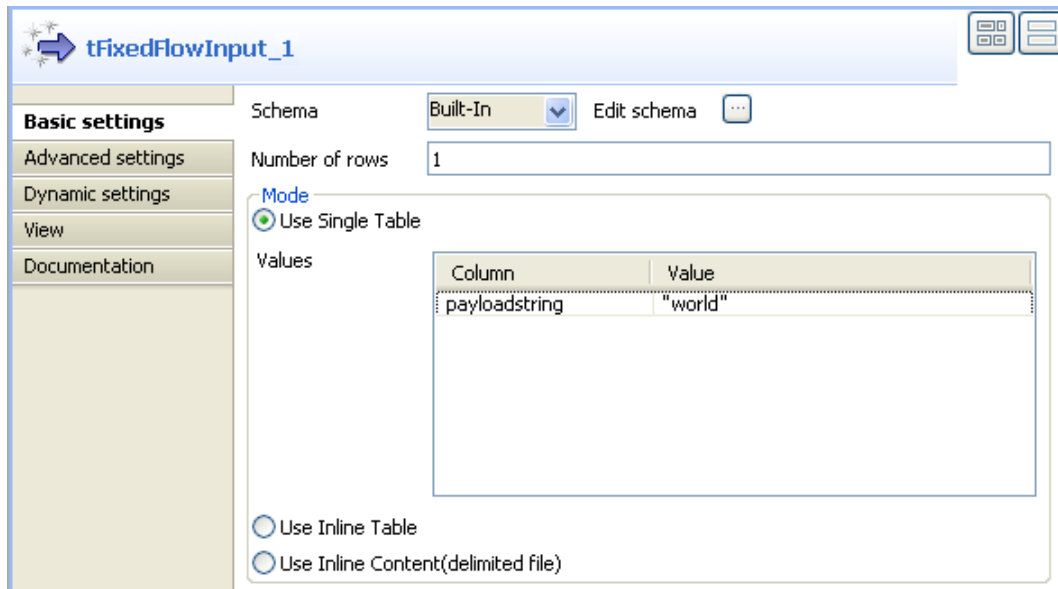 tFixedFlowInput_1
Basic settings
Advanced settings
Dynamic settings
View
Documentation
Schema Built-In Edit schema ...
Number of rows 1
Mode
Use Single Table
Values Column Value
payloadstring "world"
Use Inline Table
Use Inline Content(delimited file)